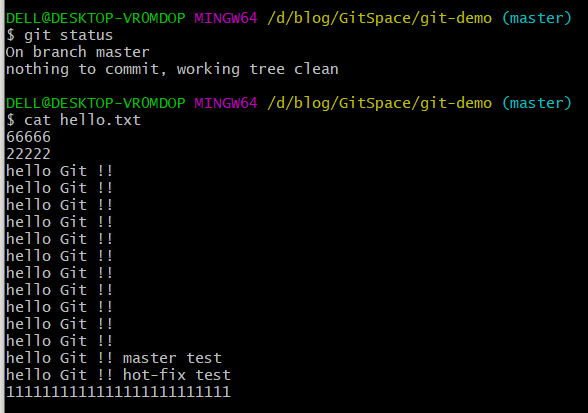 DELL@DESKTOP-VR0MDOP MINGW64 /d/blog/GitSpace/git-demo (master)
$ git status
On branch master
nothing to commit, working tree clean
DELL@DESKTOP-VR0MDOP MINGW64 /d/blog/GitSpace/git-demo (master)
$ cat hello.txt
66666
22222
hello Git !!
hello Git !!
hello Git !!
hello Git !!
hello Git !!
hello Git !!
hello Git !!
hello Git !!
hello Git !!
hello Git !!
hello Git !!
hello Git !! master test
hello Git !! hot-fix test
1111111111111111111111111